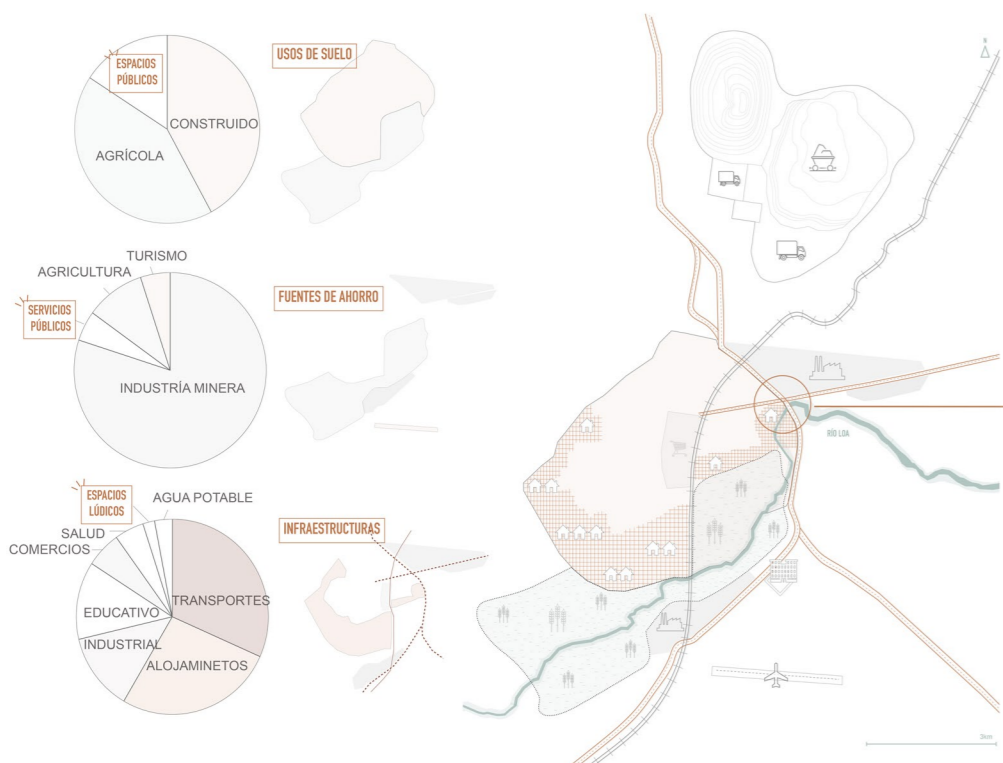 ESPACIOS
PÚBLICOS
CONSTRUIDO
AGRÍCOLA
USOS DE SUELO
TURISMO
AGRICULTURA
SERVICIOS
PÚBLICOS
INDUSTRÍA MINERA
FUENTES DE AHORRO
ESPACIOS
LÚDICOS
AGUA POTABLE
SALUD
COMERCIOS
TRANSPORTES
EDUCATIVO
INDUSTRIAL
ALOJAMINETOS
INFRAESTRUCTURAS
N
RÍO LOA
3km